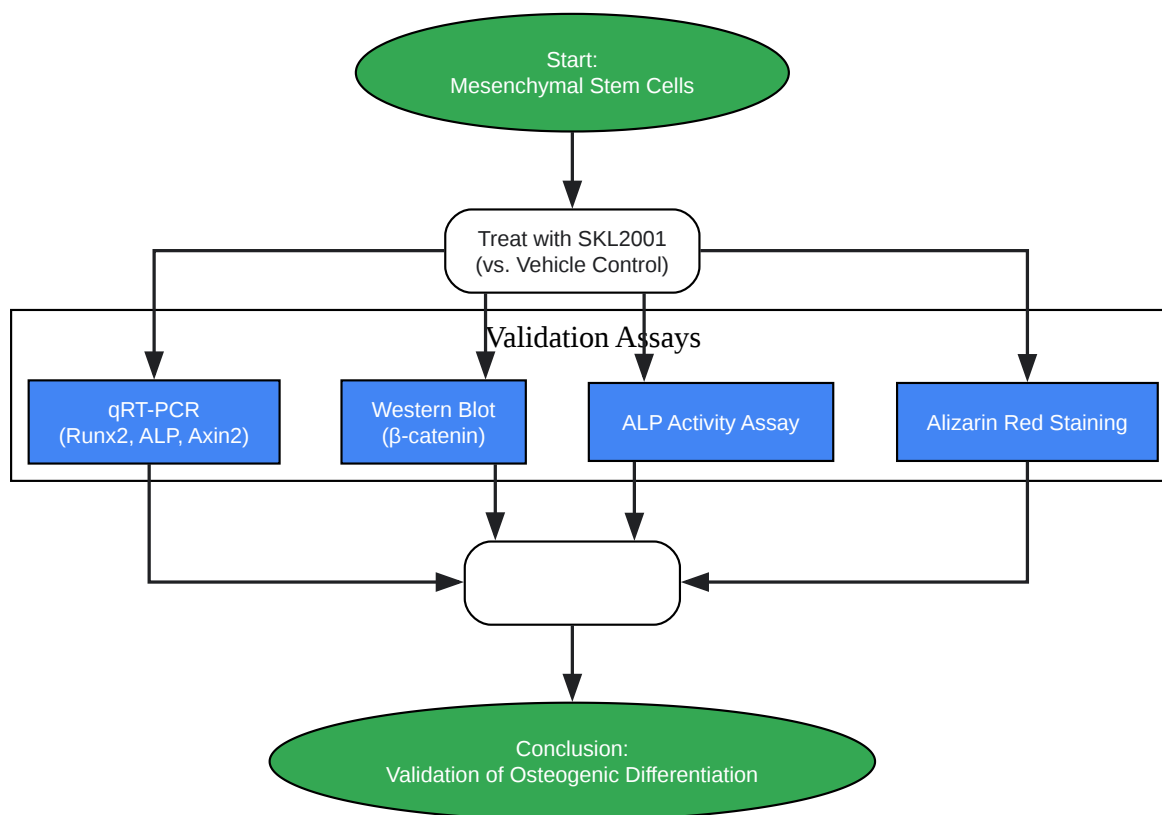 Start:
Mesenchymal Stem Cells
Treat with SKL2001
(vs. Vehicle Control)
Validation Assays
qRT-PCR
(Runx2, ALP, Axin2)
Western Blot
(β-catenin)
ALP Activity Assay
Alizarin Red Staining
Conclusion:
Validation of Osteogenic Differentiation